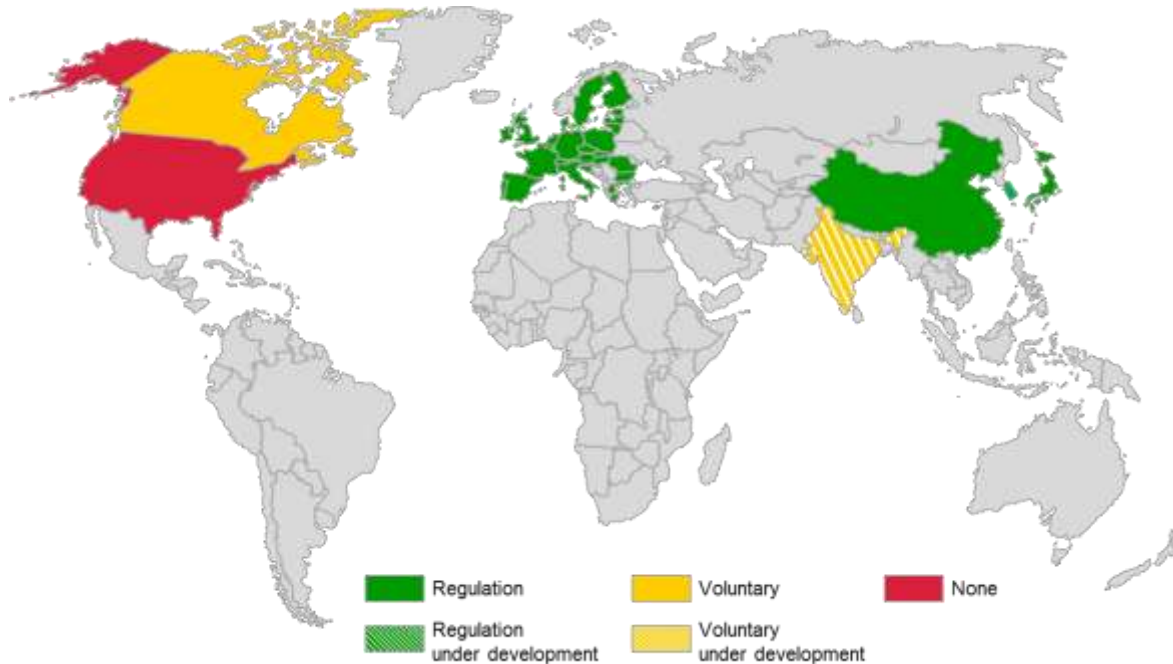 Regulation
Voluntary
None
Regulation
under development
Voluntary
under development